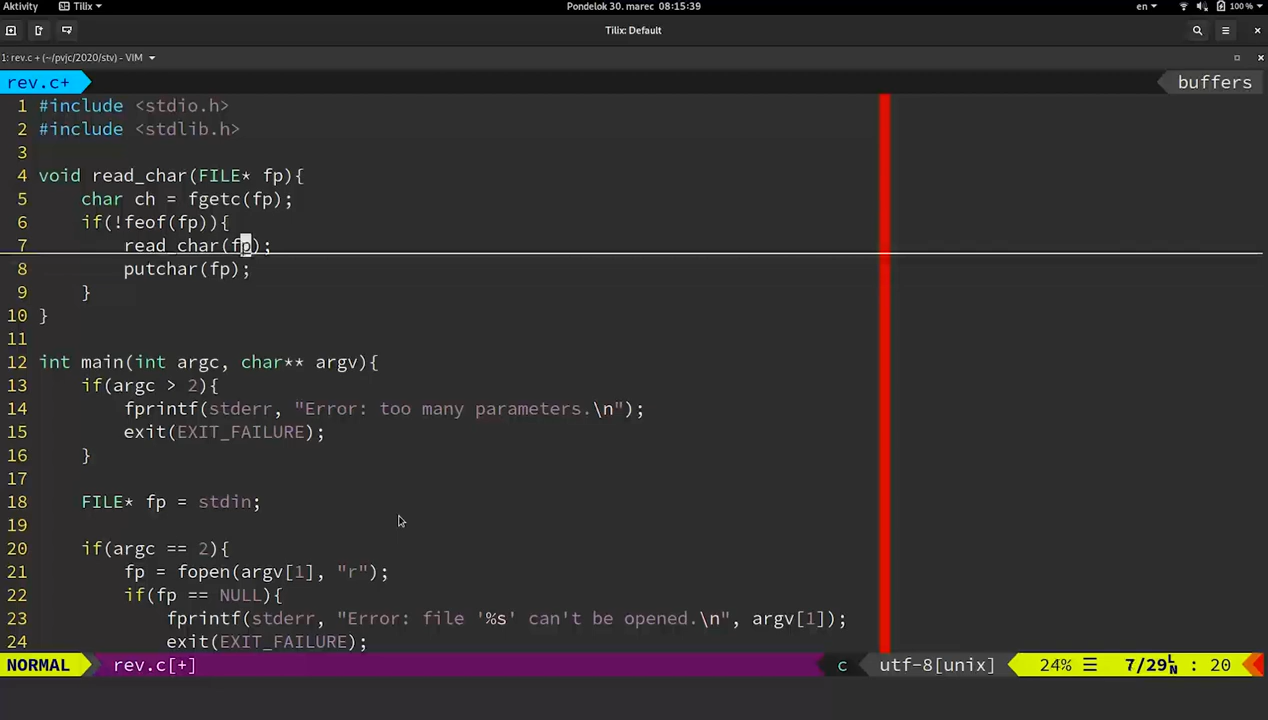 Aktivity Tilix Pondelok 30. marec 08:15:39 en 100 %
Tilix: Default
1: rev.c + (~/pvjc/2020/stv) - VIM
rev.c+ buffers
1 #include <stdio.h>
2 #include <stdlib.h>
3
4 void read_char(FILE* fp){
5     char ch = fgetc(fp);
6     if(!feof(fp)){
7         read_char(fp);
8         putchar(fp);
9     }
10 }
11
12 int main(int argc, char** argv){
13     if(argc > 2){
14         fprintf(stderr, "Error: too many parameters.\n");
15         exit(EXIT_FAILURE);
16     }
17
18     FILE* fp = stdin;
19
20     if(argc == 2){
21         fp = fopen(argv[1], "r");
22         if(fp == NULL){
23             fprintf(stderr, "Error: file '%s' can't be opened.\n", argv[1]);
24             exit(EXIT_FAILURE);
NORMAL rev.c[+] c utf-8[unix] 24% ☰ 7/29 LN : 20